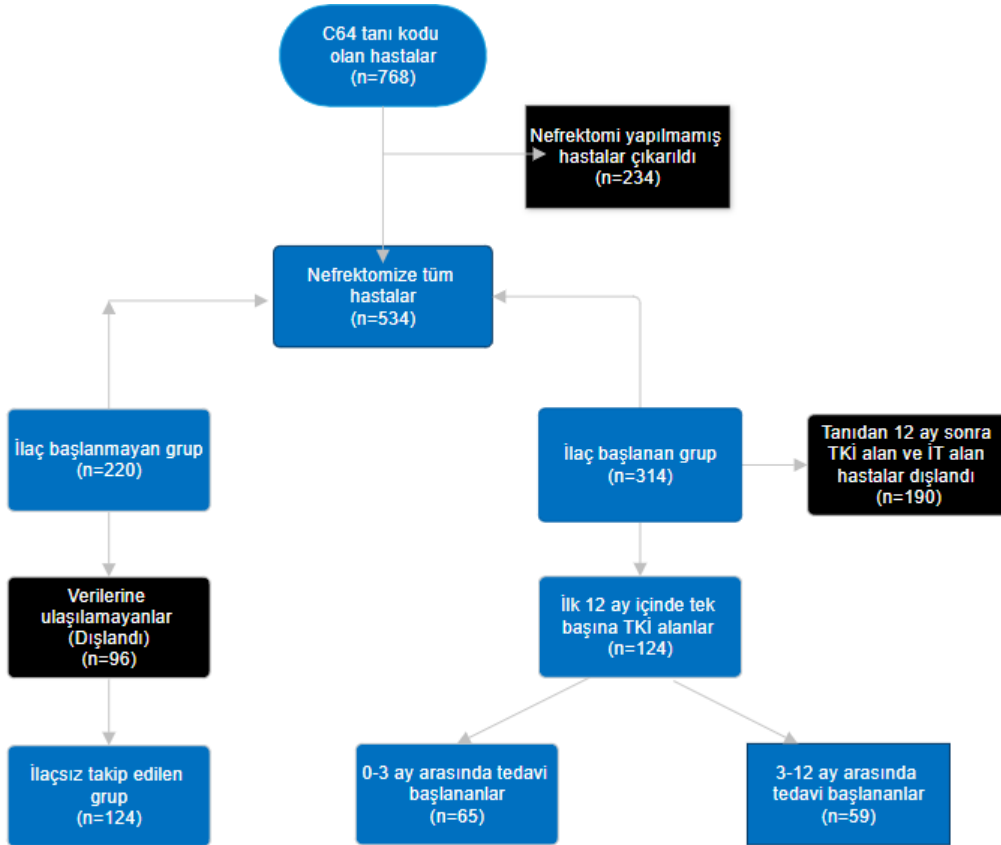 C64 tanı kodu
olan hastalar
(n=768)
Nefrektomi yapılmamış
hastalar çıkarıldı
(n=234)
Nefrektomize tüm
hastalar
(n=534)
İlaç başlanmayan grup
(n=220)
İlaç başlanan grup
(n=314)
Tanıdan 12 ay sonra
TKİ alan ve İT alan
hastalar dışlandı
(n=190)
Verilerine
ulaşılamayanlar
(Dışlandı)
(n=96)
İlk 12 ay içinde tek
başına TKİ alanlar
(n=124)
İlaçsız takip edilen
grup
(n=124)
0-3 ay arasında tedavi
başlananlar
(n=65)
3-12 ay arasında
tedavi başlananlar
(n=59)